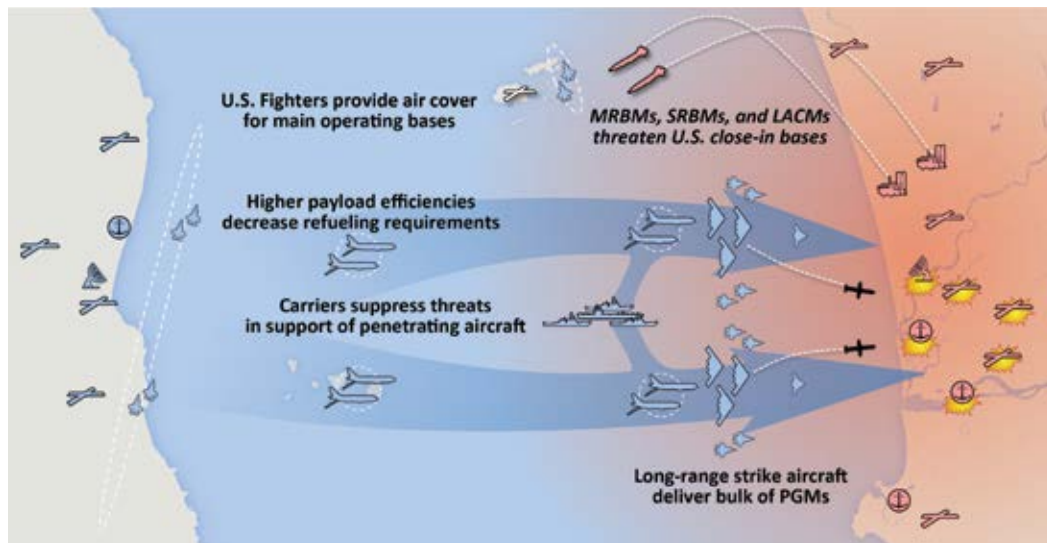 U.S. Fighters provide air cover
for main operating bases
MRBMs, SRBMs, and LACMs
threaten U.S. close-in bases
Higher payload efficiencies
decrease refueling requirements
Carriers suppress threats
in support of penetrating aircraft
Long-range strike aircraft
deliver bulk of PGMs